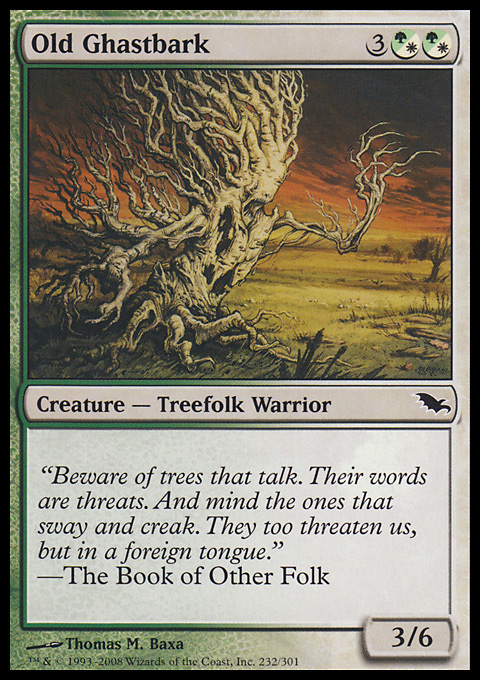 Old Ghastbark 3
Creature — Treefolk Warrior
“Beware of trees that talk. Their words
are threats. And mind the ones that
sway and creak. They too threaten us,
but in a foreign tongue.”
—The Book of Other Folk
3/6
Thomas M. Baxa
™ & © 1993–2008 Wizards of the Coast, Inc. 232/301